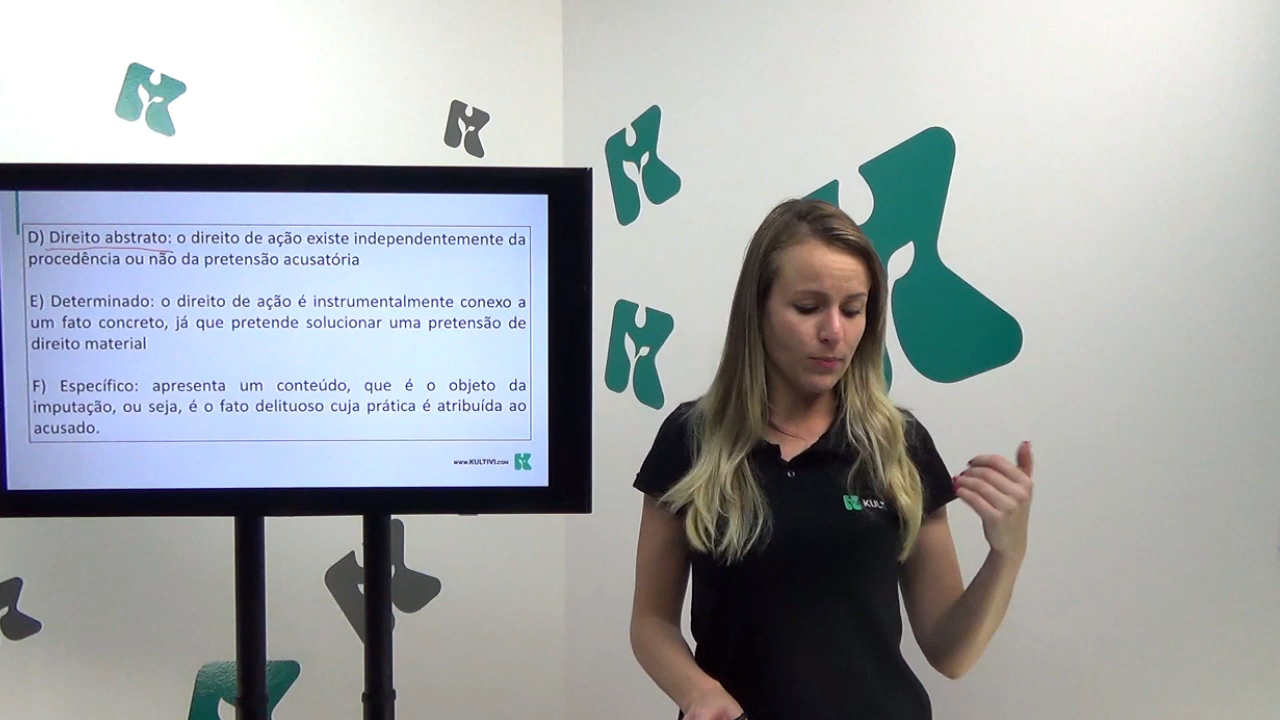 D) Direito abstrato: o direito de ação existe independentemente da
procedência ou não da pretensão acusatória
E) Determinado: o direito de ação é instrumentalmente conexo a
um fato concreto, já que pretende solucionar uma pretensão de
direito material
F) Específico: apresenta um conteúdo, que é o objeto da
imputação, ou seja, é o fato delituoso cuja prática é atribuída ao
acusado.
www.KULTIVI.com
KULT